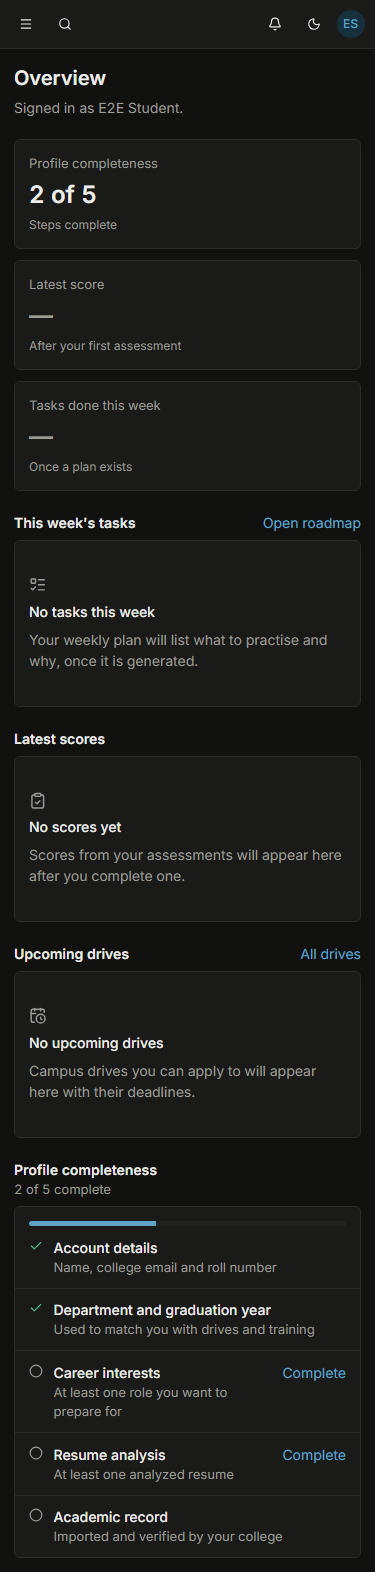 ES
Overview
Signed in as E2E Student.
Profile completeness
2 of 5
Steps complete
Latest score
—
After your first assessment
Tasks done this week
—
Once a plan exists
This week's tasks
Open roadmap
No tasks this week
Your weekly plan will list what to practise and
why, once it is generated.
Latest scores
No scores yet
Scores from your assessments will appear here
after you complete one.
Upcoming drives
All drives
No upcoming drives
Campus drives you can apply to will appear
here with their deadlines.
Profile completeness
2 of 5 complete
Account details
Name, college email and roll number
Department and graduation year
Used to match you with drives and training
Career interests
Complete
At least one role you want to
prepare for
Resume analysis
Complete
At least one analyzed resume
Academic record
Imported and verified by your college